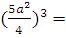 (5a²/4)³ =